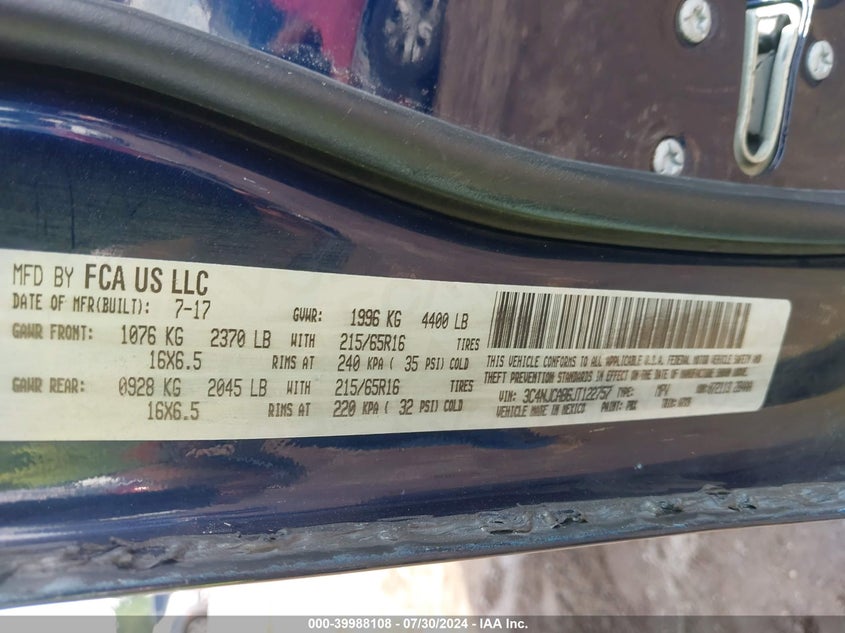 MFD BY FCA US LLC
DATE OF MFR(BUILT): 7-17 GVWR: 1996 KG 4400 LB
GAWR FRONT: 1076 KG 2370 LB WITH 215/65R16 TIRES
16X6.5 RIMS AT 240 KPA ( 35 PSI) COLD
GAWR REAR: 0928 KG 2045 LB WITH 215/65R16 TIRES
16X6.5 RIMS AT 220 KPA ( 32 PSI) COLD
THIS VEHICLE CONFORMS TO ALL APPLICABLE U.S.A. FEDERAL MOTOR VEHICLE SAFETY AND
THEFT PREVENTION STANDARDS IN EFFECT ON THE DATE OF MANUFACTURE SHOWN ABOVE.
VIN: 3C4NJCAB6JT122757 TYPE: MPV
VEHICLE MADE IN MEXICO PAINT: TRIM:
000-39988108 - 07/30/2024 - IAA Inc.